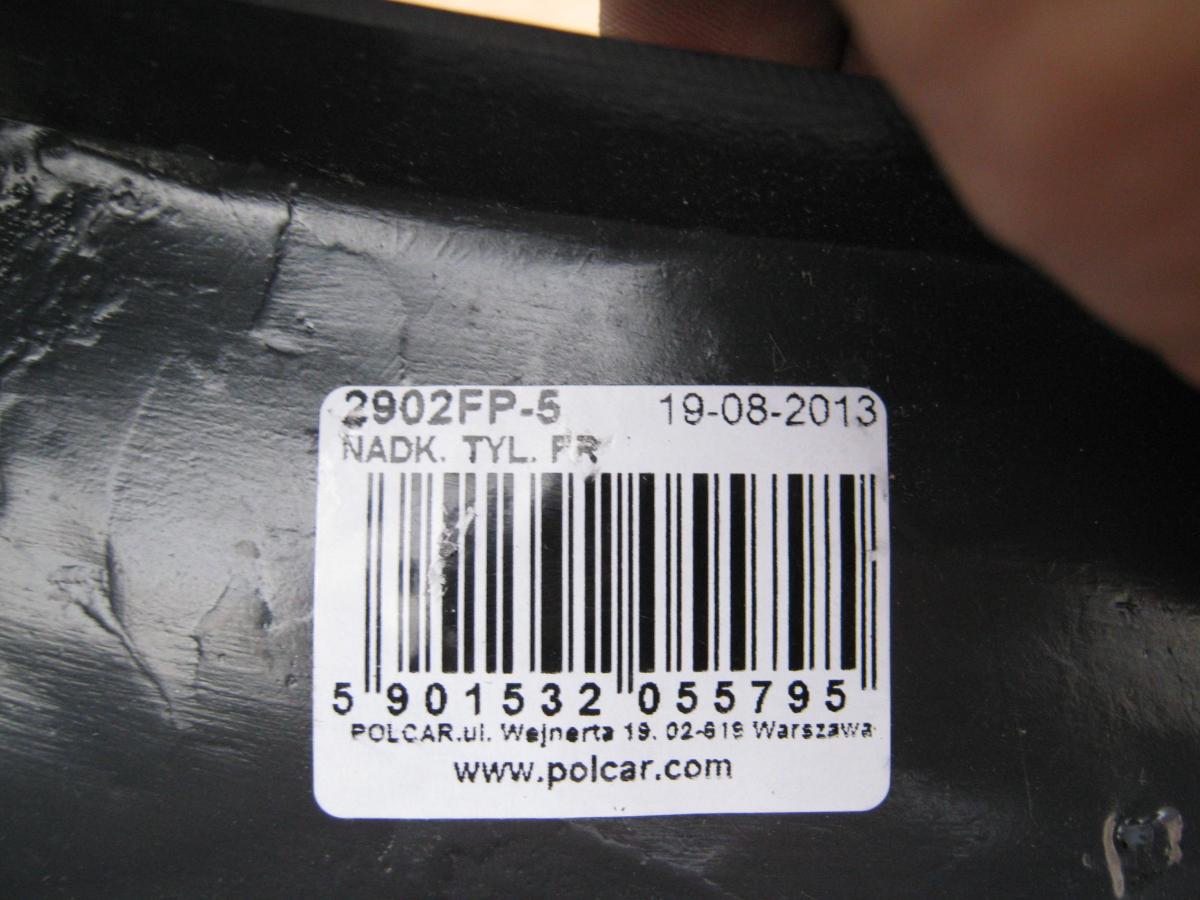 2902FP-5 19-08-2013
NADK. TYL. PR
5 901532 055795
POLCAR.ul. Wejnerta 19. 02-619 Warszawa
www.polcar.com